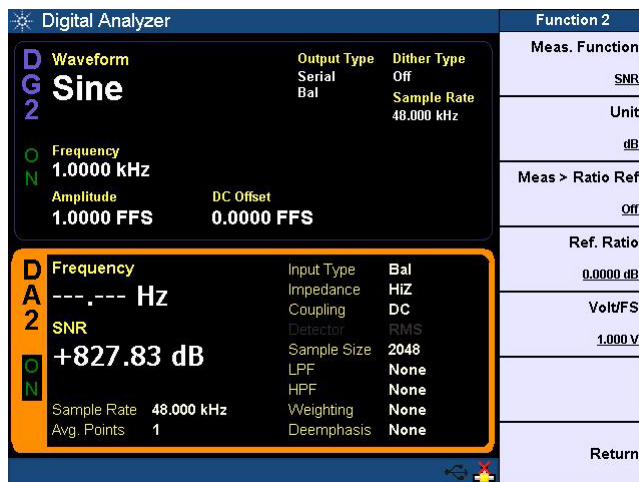 Digital Analyzer
DG2
ON
Waveform
Sine
Output Type
Serial
Bal
Dither Type
Off
Sample Rate
48.000 kHz
Frequency
1.0000 kHz
Amplitude
1.0000 FFS
DC Offset
0.0000 FFS
DA2
ON
Frequency
---.--- Hz
SNR
+827.83 dB
Sample Rate 48.000 kHz
Avg. Points 1
Input Type Bal
Impedance HiZ
Coupling DC
Detector RMS
Sample Size 2048
LPF None
HPF None
Weighting None
Deemphasis None
Function 2
Meas. Function
SNR
Unit
dB
Meas > Ratio Ref
Off
Ref. Ratio
0.0000 dB
Volt/FS
1.000 V
Return